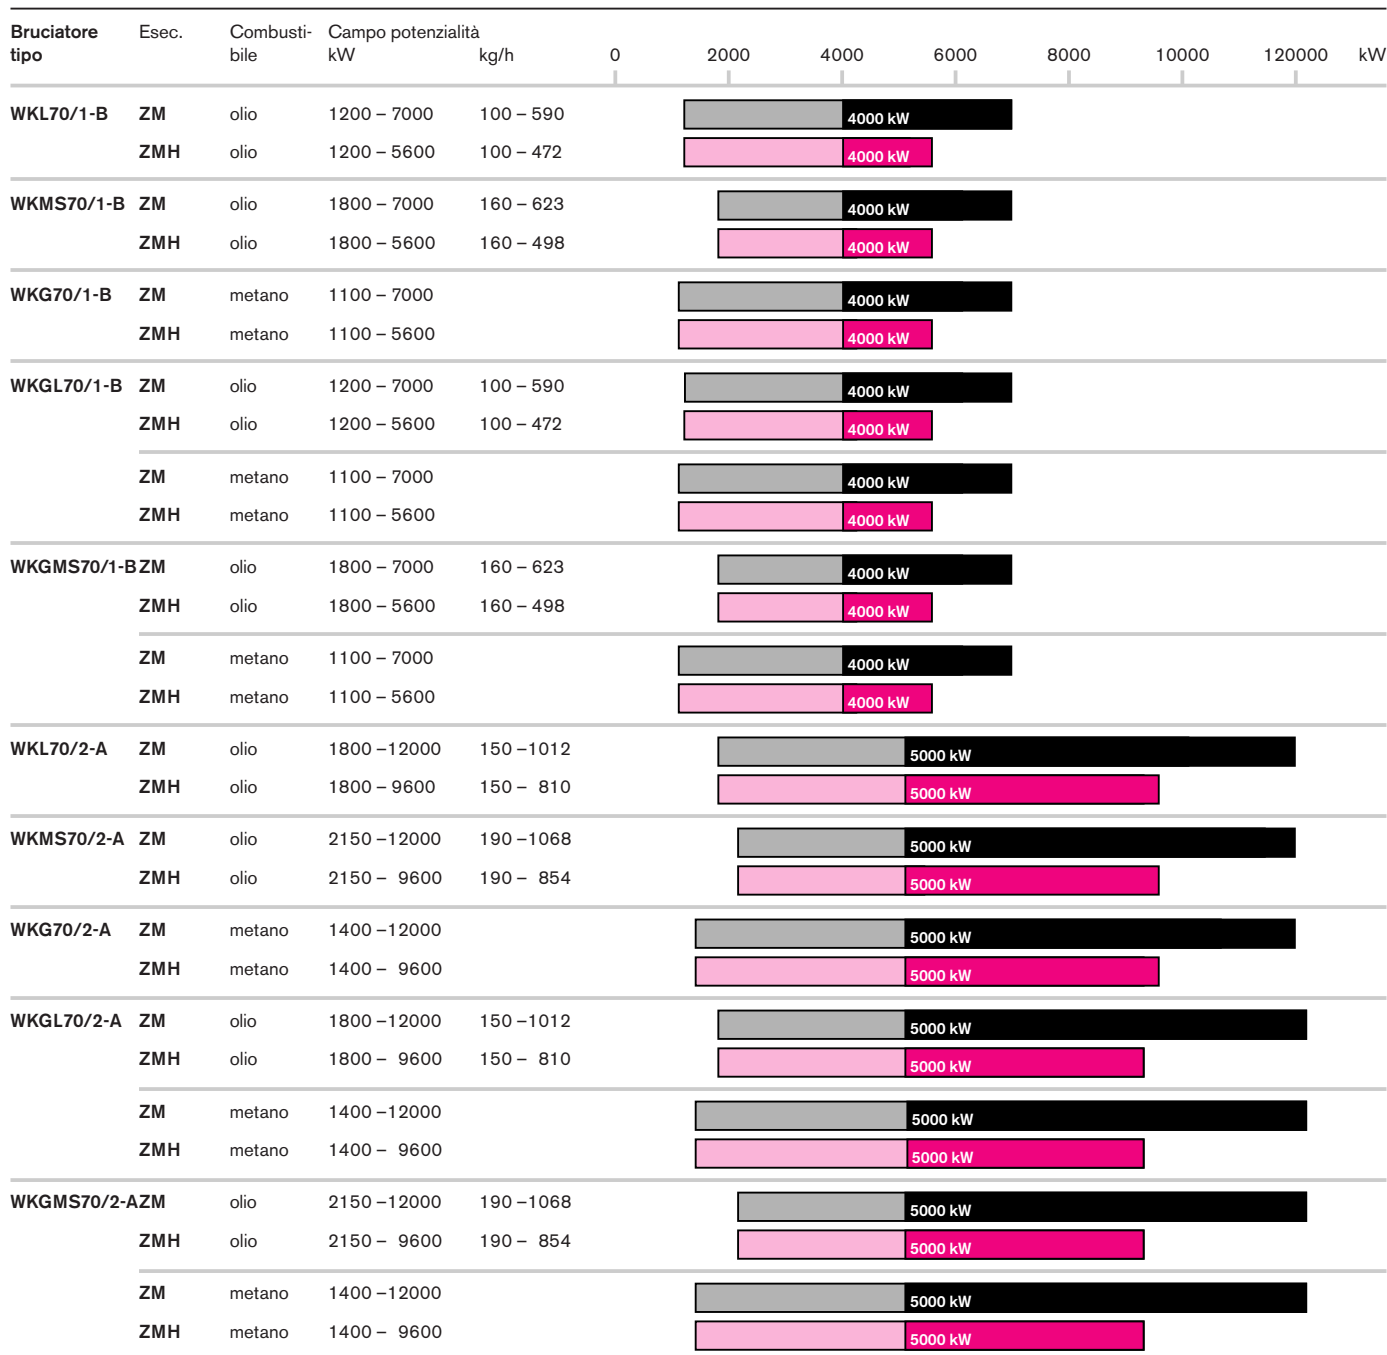 Bruciatore Esec. Combusti- Campo potenzialità
tipo bile kW kg/h 0 2000 4000 6000 8000 10000 120000 kW
WKL70/1-B ZM olio 1200 – 7000 100 – 590 4000 kW
ZMH olio 1200 – 5600 100 – 472 4000 kW
WKMS70/1-B ZM olio 1800 – 7000 160 – 623 4000 kW
ZMH olio 1800 – 5600 160 – 498 4000 kW
WKG70/1-B ZM metano 1100 – 7000 4000 kW
ZMH metano 1100 – 5600 4000 kW
WKGL70/1-B ZM olio 1200 – 7000 100 – 590 4000 kW
ZMH olio 1200 – 5600 100 – 472 4000 kW
ZM metano 1100 – 7000 4000 kW
ZMH metano 1100 – 5600 4000 kW
WKGMS70/1-B ZM olio 1800 – 7000 160 – 623 4000 kW
ZMH olio 1800 – 5600 160 – 498 4000 kW
ZM metano 1100 – 7000 4000 kW
ZMH metano 1100 – 5600 4000 kW
WKL70/2-A ZM olio 1800 –12000 150 –1012 5000 kW
ZMH olio 1800 – 9600 150 – 810 5000 kW
WKMS70/2-A ZM olio 2150 –12000 190 –1068 5000 kW
ZMH olio 2150 – 9600 190 – 854 5000 kW
WKG70/2-A ZM metano 1400 –12000 5000 kW
ZMH metano 1400 – 9600 5000 kW
WKGL70/2-A ZM olio 1800 –12000 150 –1012 5000 kW
ZMH olio 1800 – 9600 150 – 810 5000 kW
ZM metano 1400 –12000 5000 kW
ZMH metano 1400 – 9600 5000 kW
WKGMS70/2-A ZM olio 2150 –12000 190 –1068 5000 kW
ZMH olio 2150 – 9600 190 – 854 5000 kW
ZM metano 1400 –12000 5000 kW
ZMH metano 1400 – 9600 5000 kW